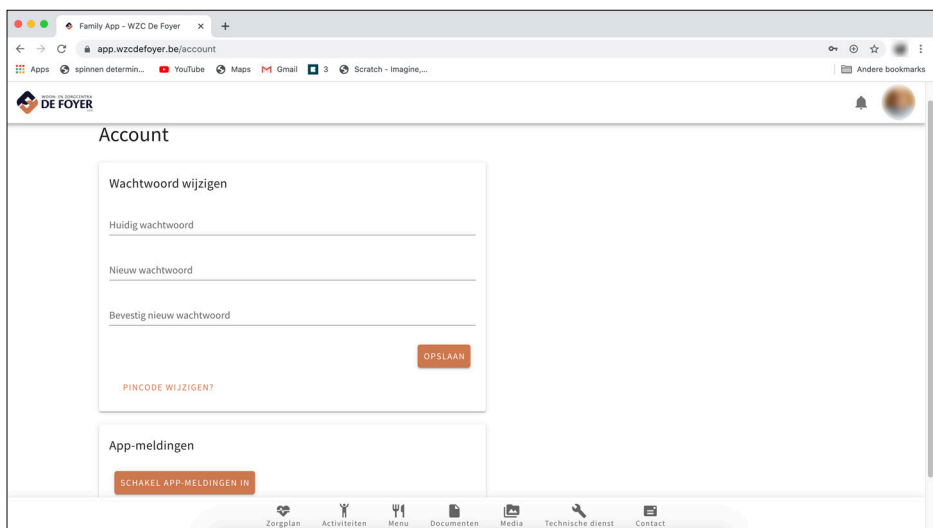 Family App - WZC De Foyer
app.wzcdefoyer.be/account
Apps spinnen determin... YouTube Maps Gmail 3 Scratch - Imagine,... Andere bookmarks
WOON- EN ZORGCENTRA
DE FOYER
Account
Wachtwoord wijzigen
Huidig wachtwoord
Nieuw wachtwoord
Bevestig nieuw wachtwoord
OPSLAAN
PINCODE WIJZIGEN?
App-meldingen
SCHAKEL APP-MELDINGEN IN
Zorgplan Activiteiten Menu Documenten Media Technische dienst Contact